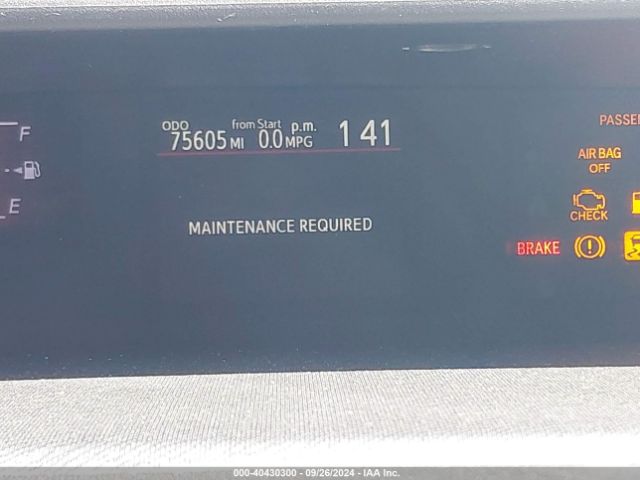 F
E
ODO 75605 MI from Start 0.0 MPG p.m. 1 41
MAINTENANCE REQUIRED
AIR BAG
OFF
CHECK
BRAKE
000-40430300 - 09/26/2024 - IAA Inc.